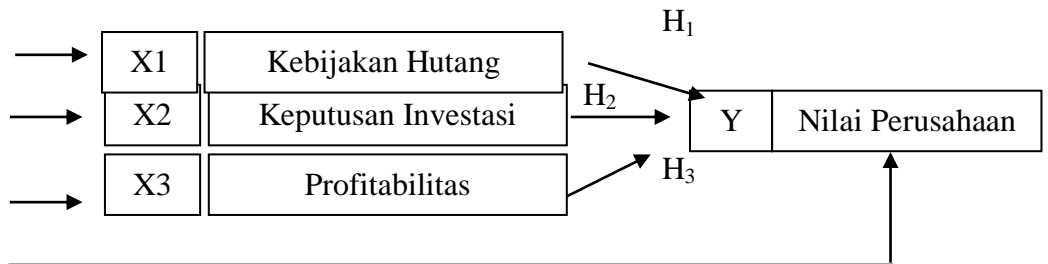 H₁
X1 Kebijakan Hutang
H₂
X2 Keputusan Investasi
Y Nilai Perusahaan
H₃
X3 Profitabilitas